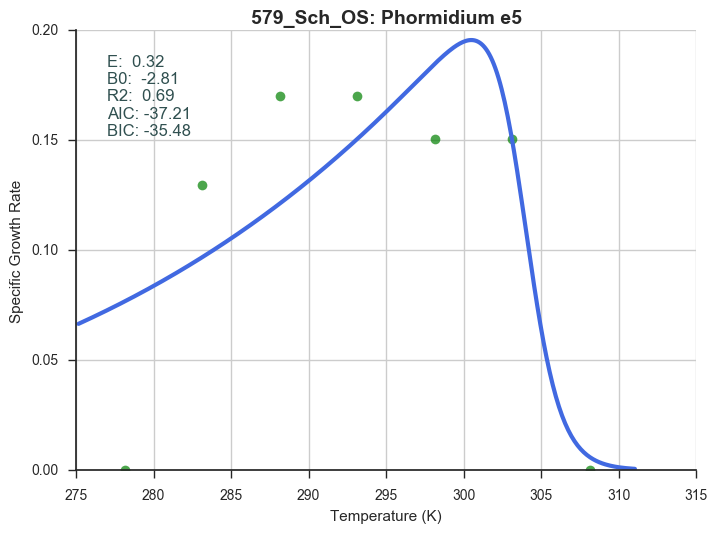 579_Sch_OS: Phormidium e5
E:  0.32
B0:  -2.81
R2:  0.69
AIC: -37.21
BIC: -35.48
0.20
0.15
0.10
0.05
0.00
Specific Growth Rate
275 280 285 290 295 300 305 310 315
Temperature (K)